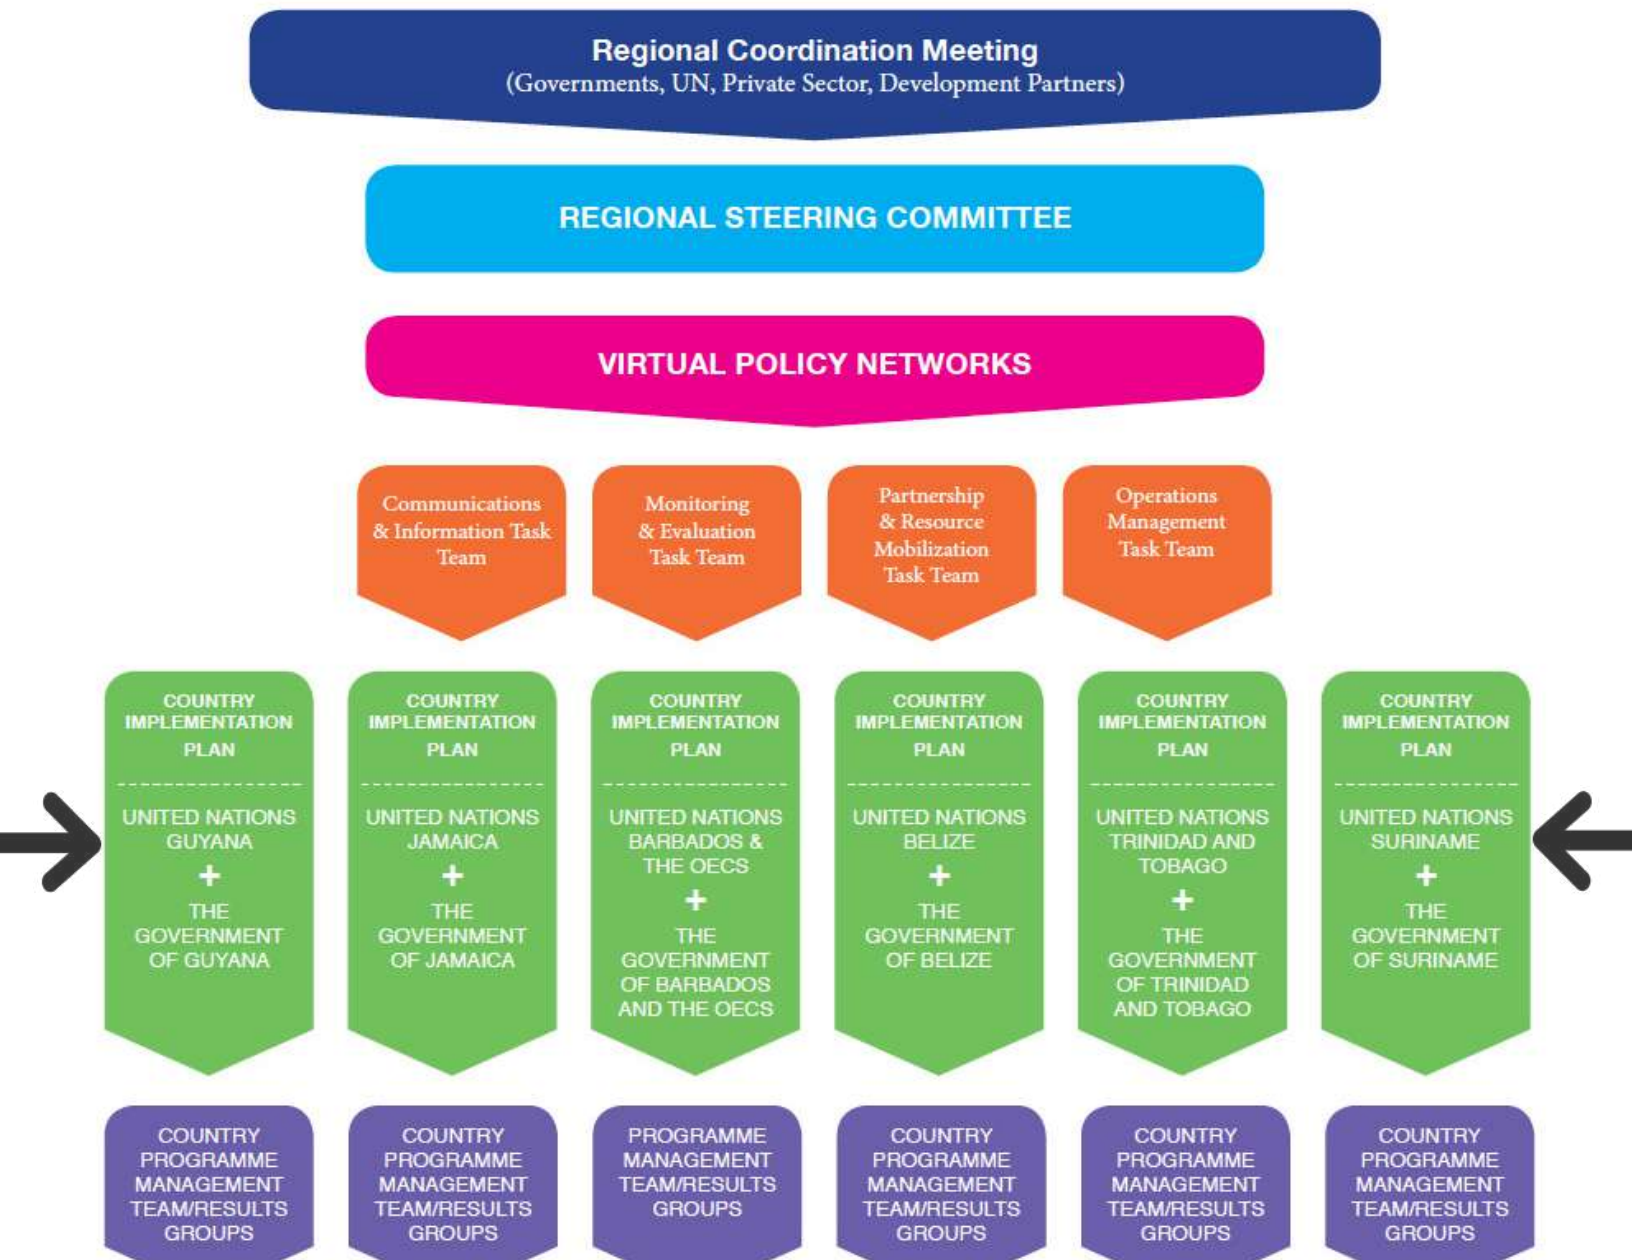 Regional Coordination Meeting
(Governments, UN, Private Sector, Development Partners)
REGIONAL STEERING COMMITTEE
VIRTUAL POLICY NETWORKS
Communications
& Information Task
Team
Monitoring
& Evaluation
Task Team
Partnership
& Resource
Mobilization
Task Team
Operations
Management
Task Team
COUNTRY
IMPLEMENTATION
PLAN
UNITED NATIONS
GUYANA
+
THE
GOVERNMENT
OF GUYANA
COUNTRY
IMPLEMENTATION
PLAN
UNITED NATIONS
JAMAICA
+
THE
GOVERNMENT
OF JAMAICA
COUNTRY
IMPLEMENTATION
PLAN
UNITED NATIONS
BARBADOS &
THE OECS
+
THE
GOVERNMENT
OF BARBADOS
AND THE OECS
COUNTRY
IMPLEMENTATION
PLAN
UNITED NATIONS
BELIZE
+
THE
GOVERNMENT
OF BELIZE
COUNTRY
IMPLEMENTATION
PLAN
UNITED NATIONS
TRINIDAD AND
TOBAGO
+
THE
GOVERNMENT
OF TRINIDAD
AND TOBAGO
COUNTRY
IMPLEMENTATION
PLAN
UNITED NATIONS
SURINAME
+
THE
GOVERNMENT
OF SURINAME
COUNTRY
PROGRAMME
MANAGEMENT
TEAM/RESULTS
GROUPS
COUNTRY
PROGRAMME
MANAGEMENT
TEAM/RESULTS
GROUPS
PROGRAMME
MANAGEMENT
TEAM/RESULTS
GROUPS
COUNTRY
PROGRAMME
MANAGEMENT
TEAM/RESULTS
GROUPS
COUNTRY
PROGRAMME
MANAGEMENT
TEAM/RESULTS
GROUPS
COUNTRY
PROGRAMME
MANAGEMENT
TEAM/RESULTS
GROUPS